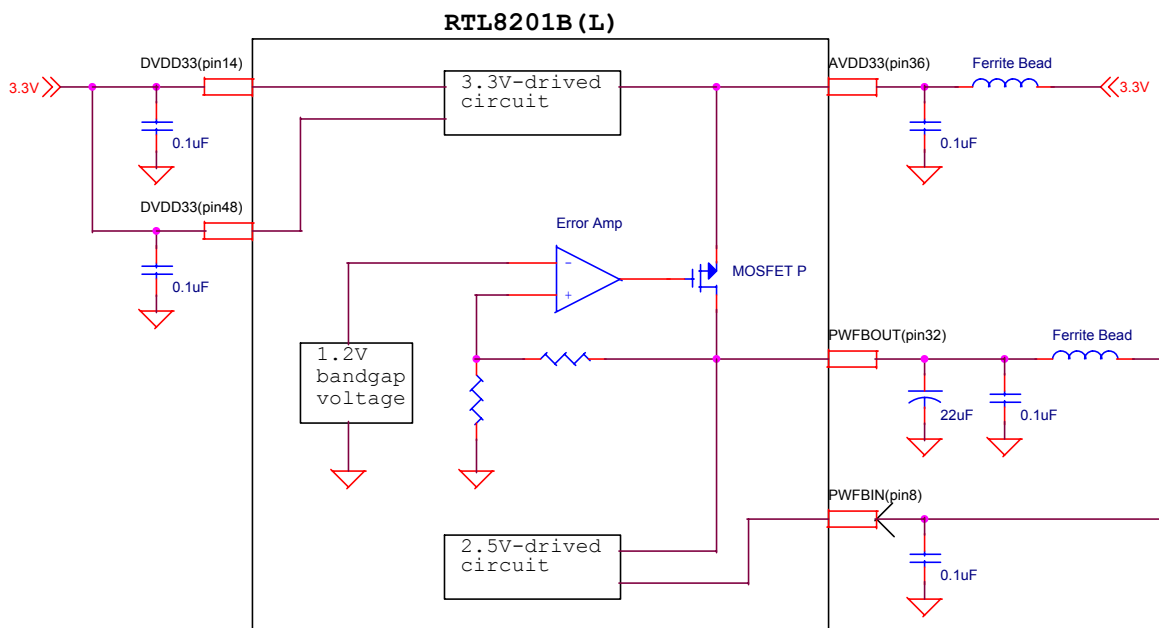 RTL8201B(L)
DVDD33(pin14)
AVDD33(pin36)
Ferrite Bead
3.3V
3.3V-drived
circuit
3.3V
0.1uF
0.1uF
DVDD33(pin48)
Error Amp
MOSFET P
0.1uF
-
+
PWFBOUT(pin32)
Ferrite Bead
1.2V
bandgap
voltage
22uF
0.1uF
PWFBIN(pin8)
2.5V-drived
circuit
0.1uF